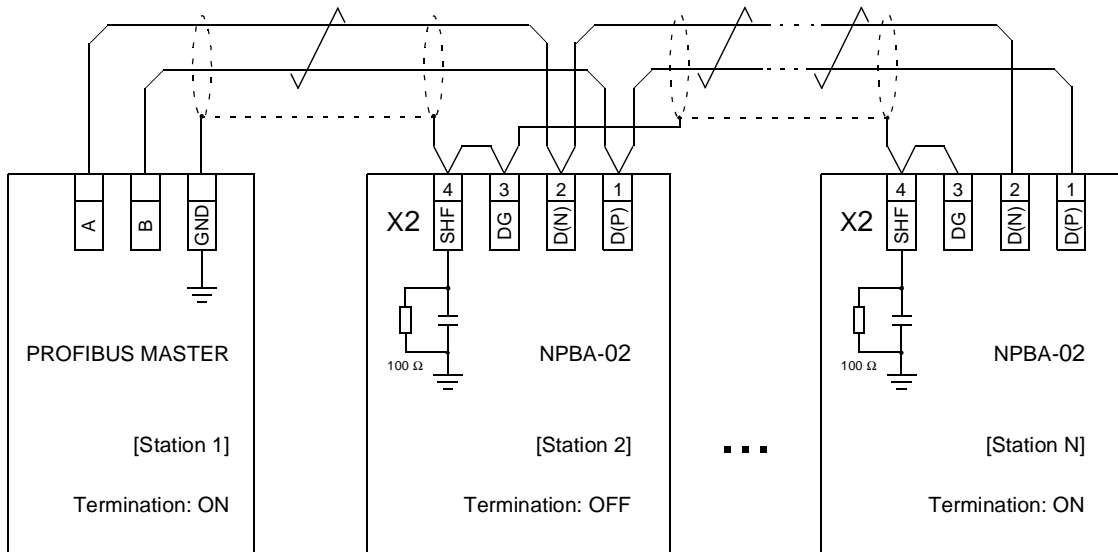 A
B
GND
PROFIBUS MASTER
[Station 1]
Termination: ON
X2
4 3 2 1
SHF DG D(N) D(P)
100 Ω
NPBA-02
[Station 2]
Termination: OFF
...
X2
4 3 2 1
SHF DG D(N) D(P)
100 Ω
NPBA-02
[Station N]
Termination: ON